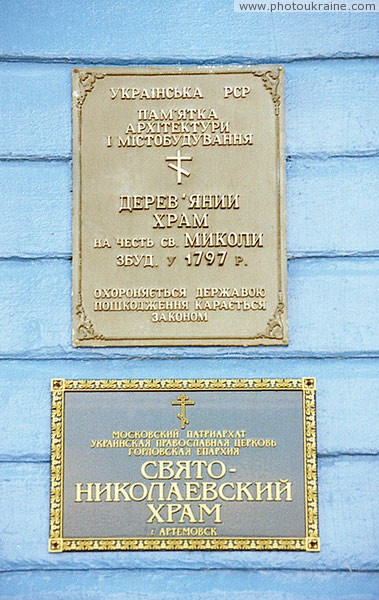 www.photoukraine.com
УКРАЇНСЬКА РСР
ПАМ'ЯТКА
АРХІТЕКТУРИ
І МІСТОБУДУВАННЯ
ДЕРЕВ'ЯНИЙ
ХРАМ
НА ЧЕСТЬ СВ. МИКОЛИ
ЗБУД. У 1797 Р.
ОХОРОНЯЄТЬСЯ ДЕРЖАВОЮ
ПОШКОДЖЕННЯ КАРАЄТЬСЯ
ЗАКОНОМ
МОСКОВСКИЙ ПАТРИАРХАТ
УКРАИНСКАЯ ПРАВОСЛАВНАЯ ЦЕРКОВЬ
ГОРЛОВСКАЯ ЕПАРХИЯ
СВЯТО-
НИКОЛАЕВСКИЙ
ХРАМ
Г. АРТЕМОВСК